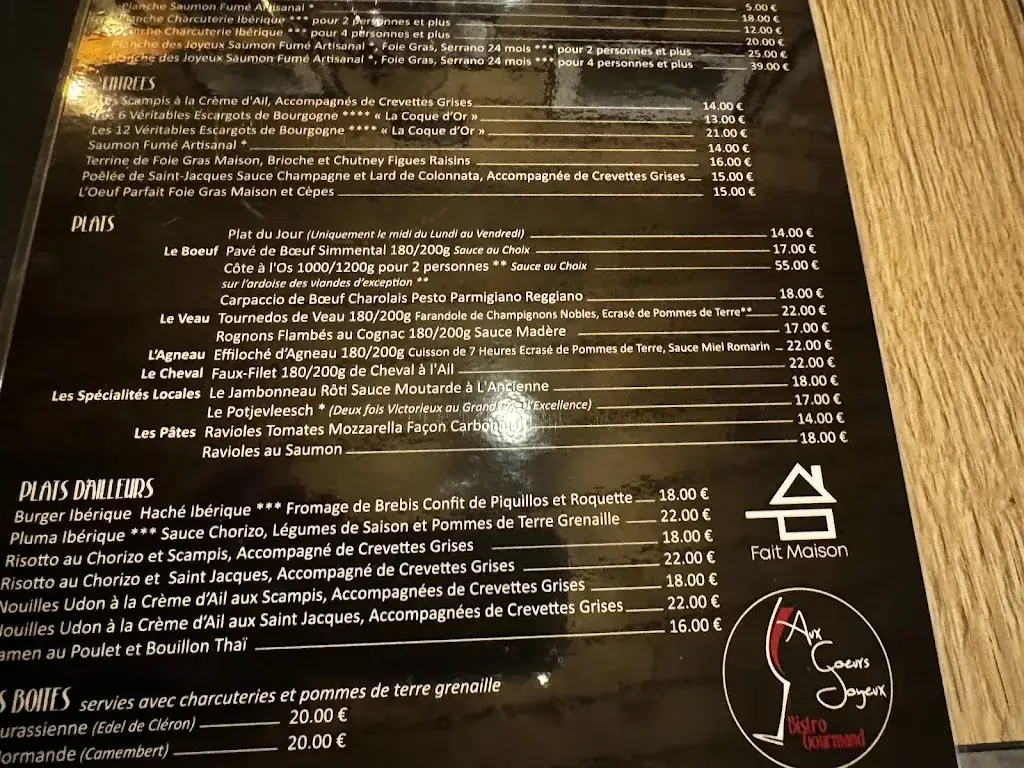 Planche Saumon Fumé Artisanal * 5.00 €
Planche Charcuterie Ibérique *** pour 2 personnes et plus 18.00 €
Planche Charcuterie Ibérique *** pour 4 personnes et plus 12.00 €
Planche des Joyeux Saumon Fumé Artisanal *, Foie Gras, Serrano 24 mois *** pour 2 personnes et plus 20.00 €
25.00 €
Planche des Joyeux Saumon Fumé Artisanal *, Foie Gras, Serrano 24 mois *** pour 4 personnes et plus 39.00 €
ENTRÉES
Les Scampis à la Crème d'Ail, Accompagnés de Crevettes Grises 14.00 €
6 Véritables Escargots de Bourgogne **** « La Coque d'Or » 13.00 €
Les 12 Véritables Escargots de Bourgogne **** « La Coque d'Or » 21.00 €
Saumon Fumé Artisanal * 14.00 €
Terrine de Foie Gras Maison, Brioche et Chutney Figues Raisins 16.00 €
Poêlée de Saint-Jacques Sauce Champagne et Lard de Colonnata, Accompagnée de Crevettes Grises 15.00 €
L'Oeuf Parfait Foie Gras Maison et Cèpes 15.00 €
PLATS
Plat du Jour (Uniquement le midi du Lundi au Vendredi) 14.00 €
Le Boeuf Pavé de Bœuf Simmental 180/200g Sauce au Choix 17.00 €
Côte à l'Os 1000/1200g pour 2 personnes ** Sauce au Choix 55.00 €
sur l'ardoise des viandes d'exception **
Carpaccio de Bœuf Charolais Pesto Parmigiano Reggiano 18.00 €
Le Veau Tournedos de Veau 180/200g Farandole de Champignons Nobles, Ecrasé de Pommes de Terre** 22.00 €
Rognons Flambés au Cognac 180/200g Sauce Madère 17.00 €
L'Agneau Effiloché d'Agneau 180/200g Cuisson de 7 Heures Ecrasé de Pommes de Terre, Sauce Miel Romarin 22.00 €
Le Cheval Faux-Filet 180/200g de Cheval à l'Ail 22.00 €
Les Spécialités Locales Le Jambonneau Rôti Sauce Moutarde à L'Ancienne 18.00 €
Le Potjevleesch * (Deux fois Victorieux au Grand l'Excellence) 17.00 €
Les Pâtes Ravioles Tomates Mozzarella Façon Carbonara 14.00 €
Ravioles au Saumon 18.00 €
PLATS D'AILLEURS
Burger Ibérique Haché Ibérique *** Fromage de Brebis Confit de Piquillos et Roquette 18.00 €
Pluma Ibérique *** Sauce Chorizo, Légumes de Saison et Pommes de Terre Grenaille 22.00 €
Risotto au Chorizo et Scampis, Accompagné de Crevettes Grises 18.00 €
Risotto au Chorizo et Saint Jacques, Accompagné de Crevettes Grises 22.00 €
Nouilles Udon à la Crème d'Ail aux Scampis, Accompagnées de Crevettes Grises 18.00 €
Nouilles Udon à la Crème d'Ail aux Saint Jacques, Accompagnées de Crevettes Grises 22.00 €
amen au Poulet et Bouillon Thaï 16.00 €
S BOITES servies avec charcuteries et pommes de terre grenaille
urassienne (Edel de Cléron) 20.00 €
ormande (Camembert) 20.00 €
Fait Maison
Aux
Coeurs
Joyeux
Bistro
Gourmand